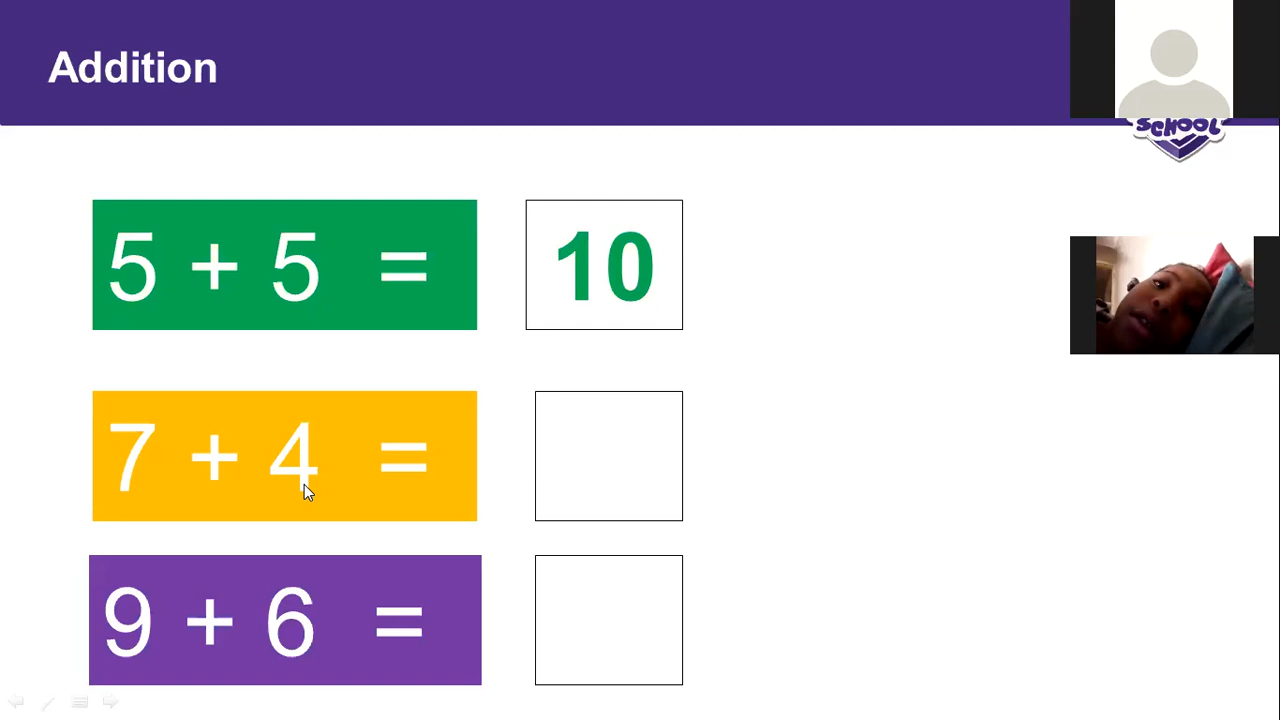 Addition
SCHOOL
5 + 5 = 10
7 + 4 =
9 + 6 =